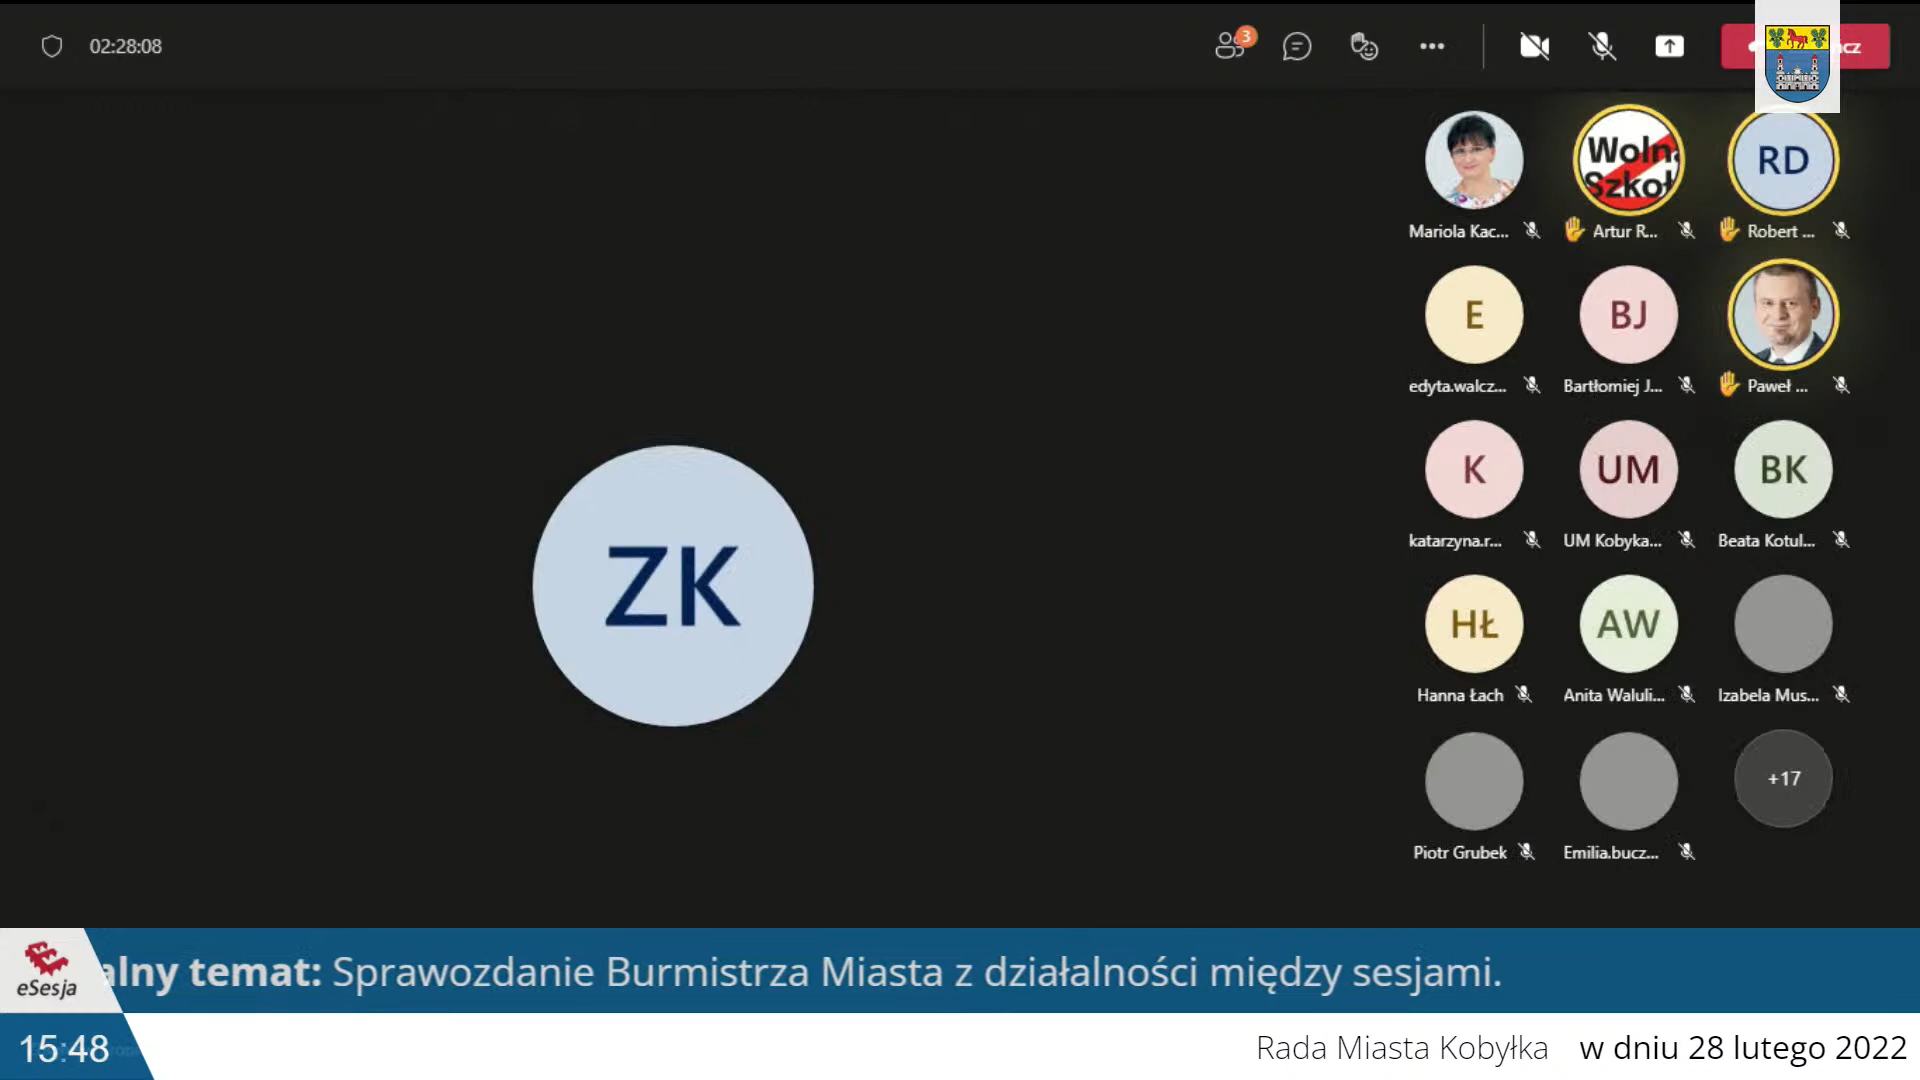 02:28:08
3
cz
Woln
Szkoł
RD
Mariola Kac...
Artur R...
Robert ...
E
BJ
edyta.walcz...
Bartłomiej J...
Paweł ...
K
UM
BK
katarzyna.r...
UM Kobyka...
Beata Kotul...
ZK
HŁ
AW
Hanna Łach
Anita Waluli...
Izabela Mus...
+17
Piotr Grubek
Emilia.bucz...
eSesja
alny temat: Sprawozdanie Burmistrza Miasta z działalności między sesjami.
15:48
Rada Miasta Kobyłka w dniu 28 lutego 2022